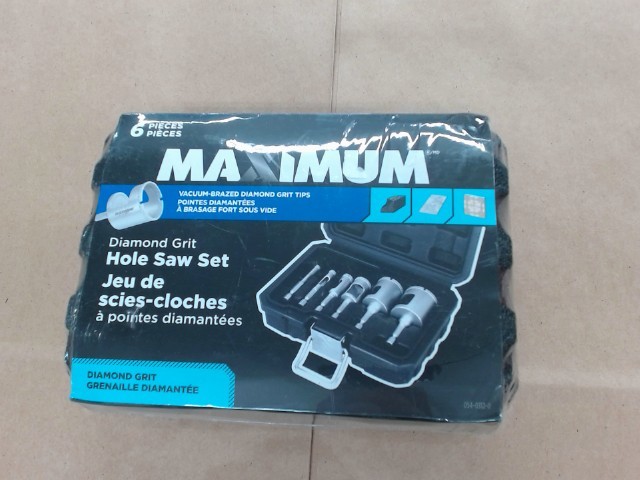 6 PIECES
PIÈCES
MAXIMUM
VACUUM-BRAZED DIAMOND GRIT TIPS
POINTES DIAMANTÉES
À BRASAGE FORT SOUS VIDE
Diamond Grit
Hole Saw Set
Jeu de
scies-cloches
à pointes diamantées
DIAMOND GRIT
GRENAILLE DIAMANTÉE